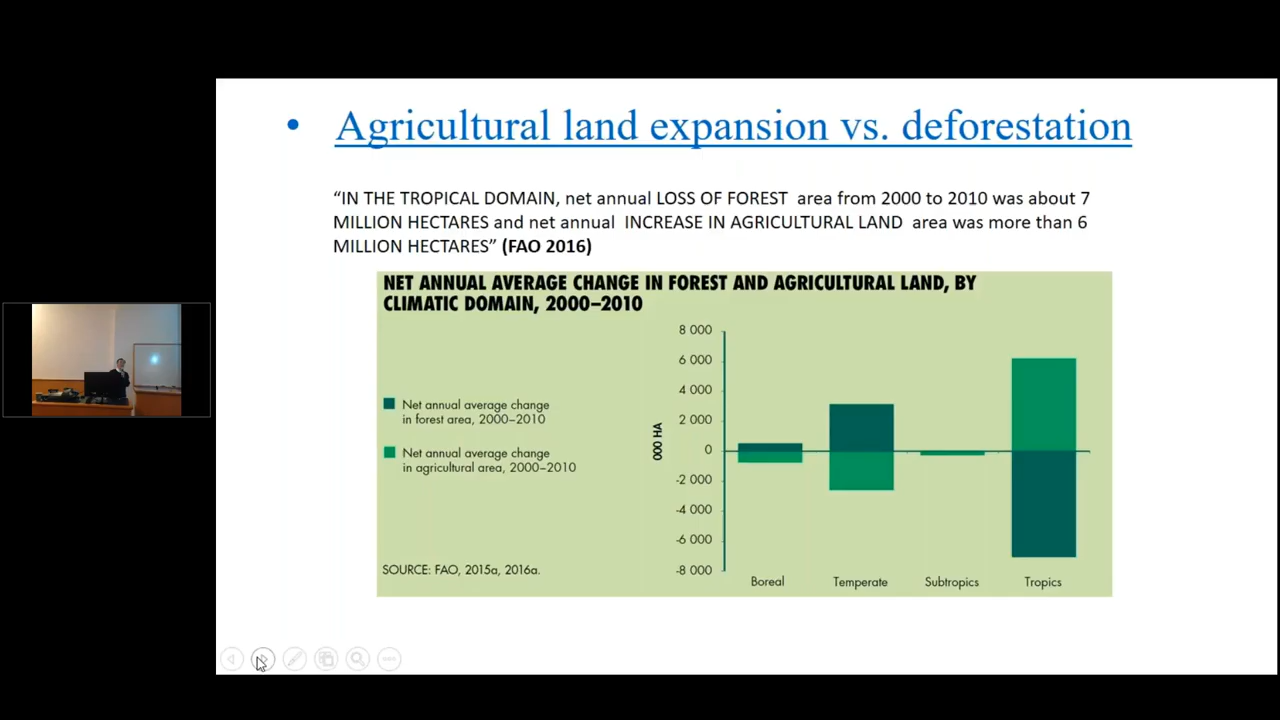 • Agricultural land expansion vs. deforestation
“IN THE TROPICAL DOMAIN, net annual LOSS OF FOREST area from 2000 to 2010 was about 7
MILLION HECTARES and net annual INCREASE IN AGRICULTURAL LAND area was more than 6
MILLION HECTARES” (FAO 2016)
NET ANNUAL AVERAGE CHANGE IN FOREST AND AGRICULTURAL LAND, BY
CLIMATIC DOMAIN, 2000–2010
Net annual average change
in forest area, 2000–2010
Net annual average change
in agricultural area, 2000–2010
SOURCE: FAO, 2015a, 2016a.
000 HA
8 000
6 000
4 000
2 000
0
-2 000
-4 000
-6 000
-8 000
Boreal Temperate Subtropics Tropics